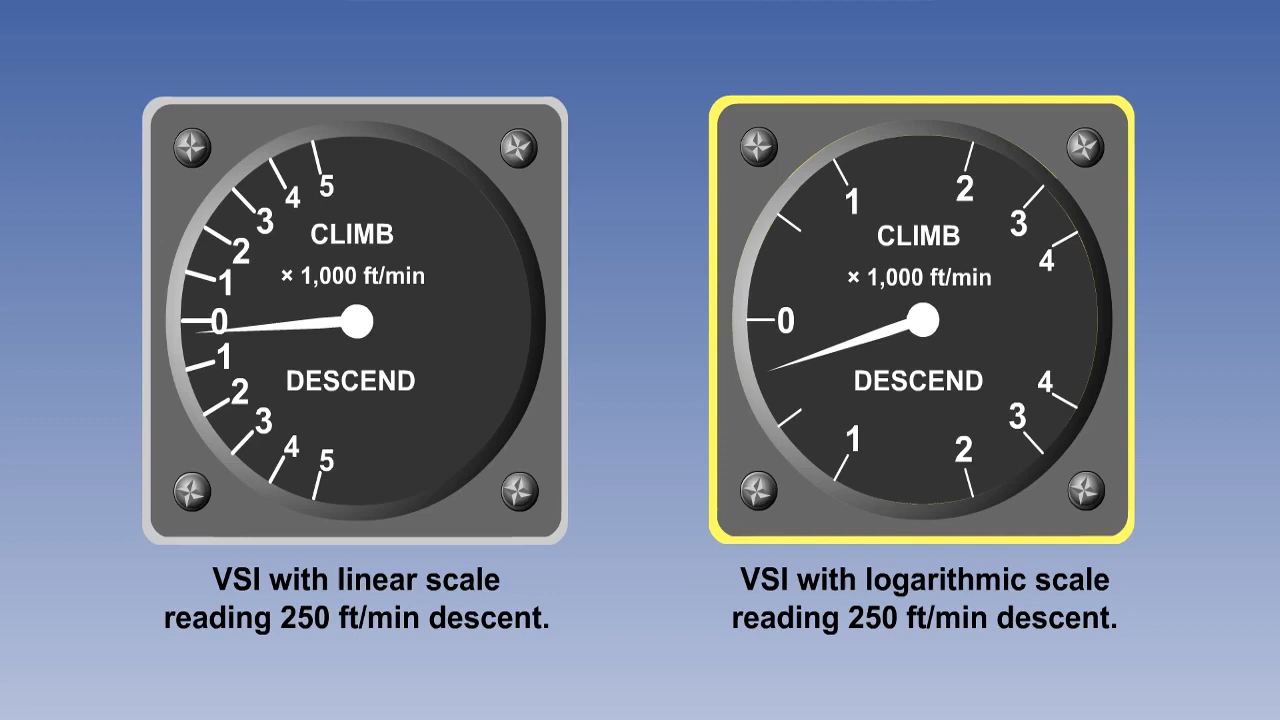 5
4
3
2
1
0
1
2
3
4
5
CLIMB
× 1,000 ft/min
DESCEND
VSI with linear scale
reading 250 ft/min descent.
1
2
3
4
0
4
3
2
1
CLIMB
× 1,000 ft/min
DESCEND
VSI with logarithmic scale
reading 250 ft/min descent.